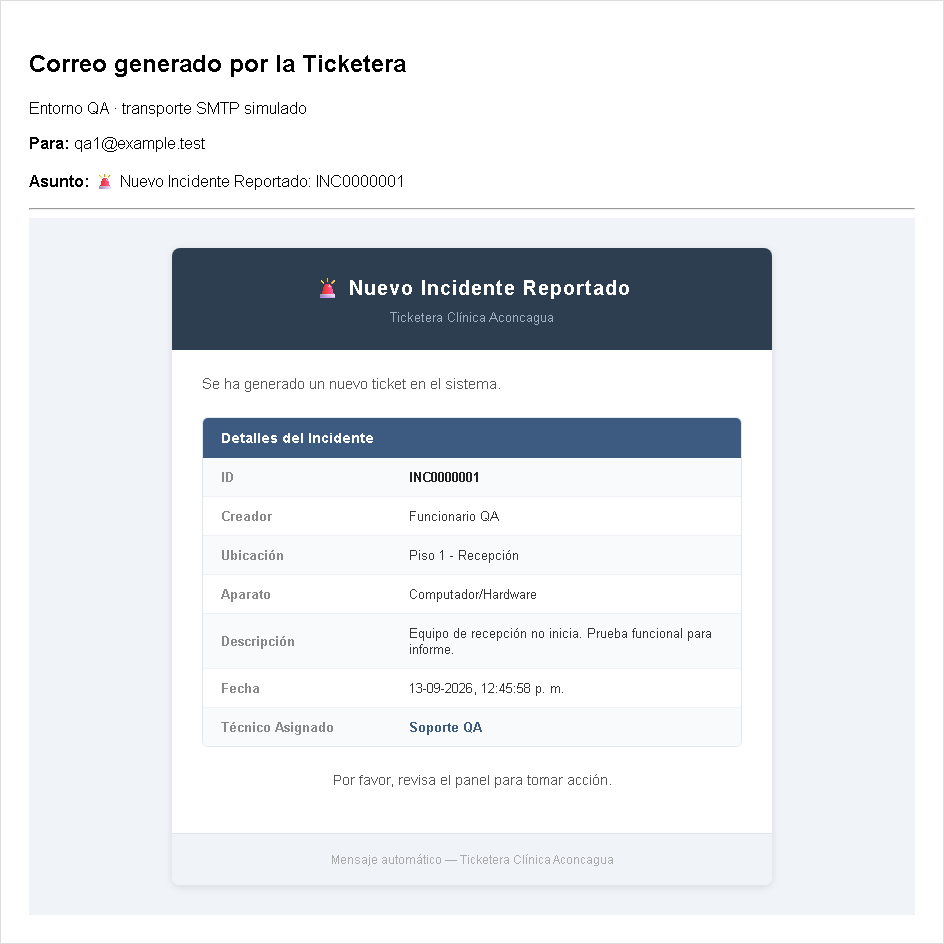 Correo generado por la Ticketera
Entorno QA · transporte SMTP simulado
Para: qa1@example.test
Asunto: 🚨 Nuevo Incidente Reportado: INC0000001
🚨 Nuevo Incidente Reportado
Ticketera Clínica Aconcagua
Se ha generado un nuevo ticket en el sistema.
Detalles del Incidente
ID INC0000001
Creador Funcionario QA
Ubicación Piso 1 - Recepción
Aparato Computador/Hardware
Descripción Equipo de recepción no inicia. Prueba funcional para
informe.
Fecha 13-09-2026, 12:45:58 p. m.
Técnico Asignado Soporte QA
Por favor, revisa el panel para tomar acción.
Mensaje automático — Ticketera Clínica Aconcagua